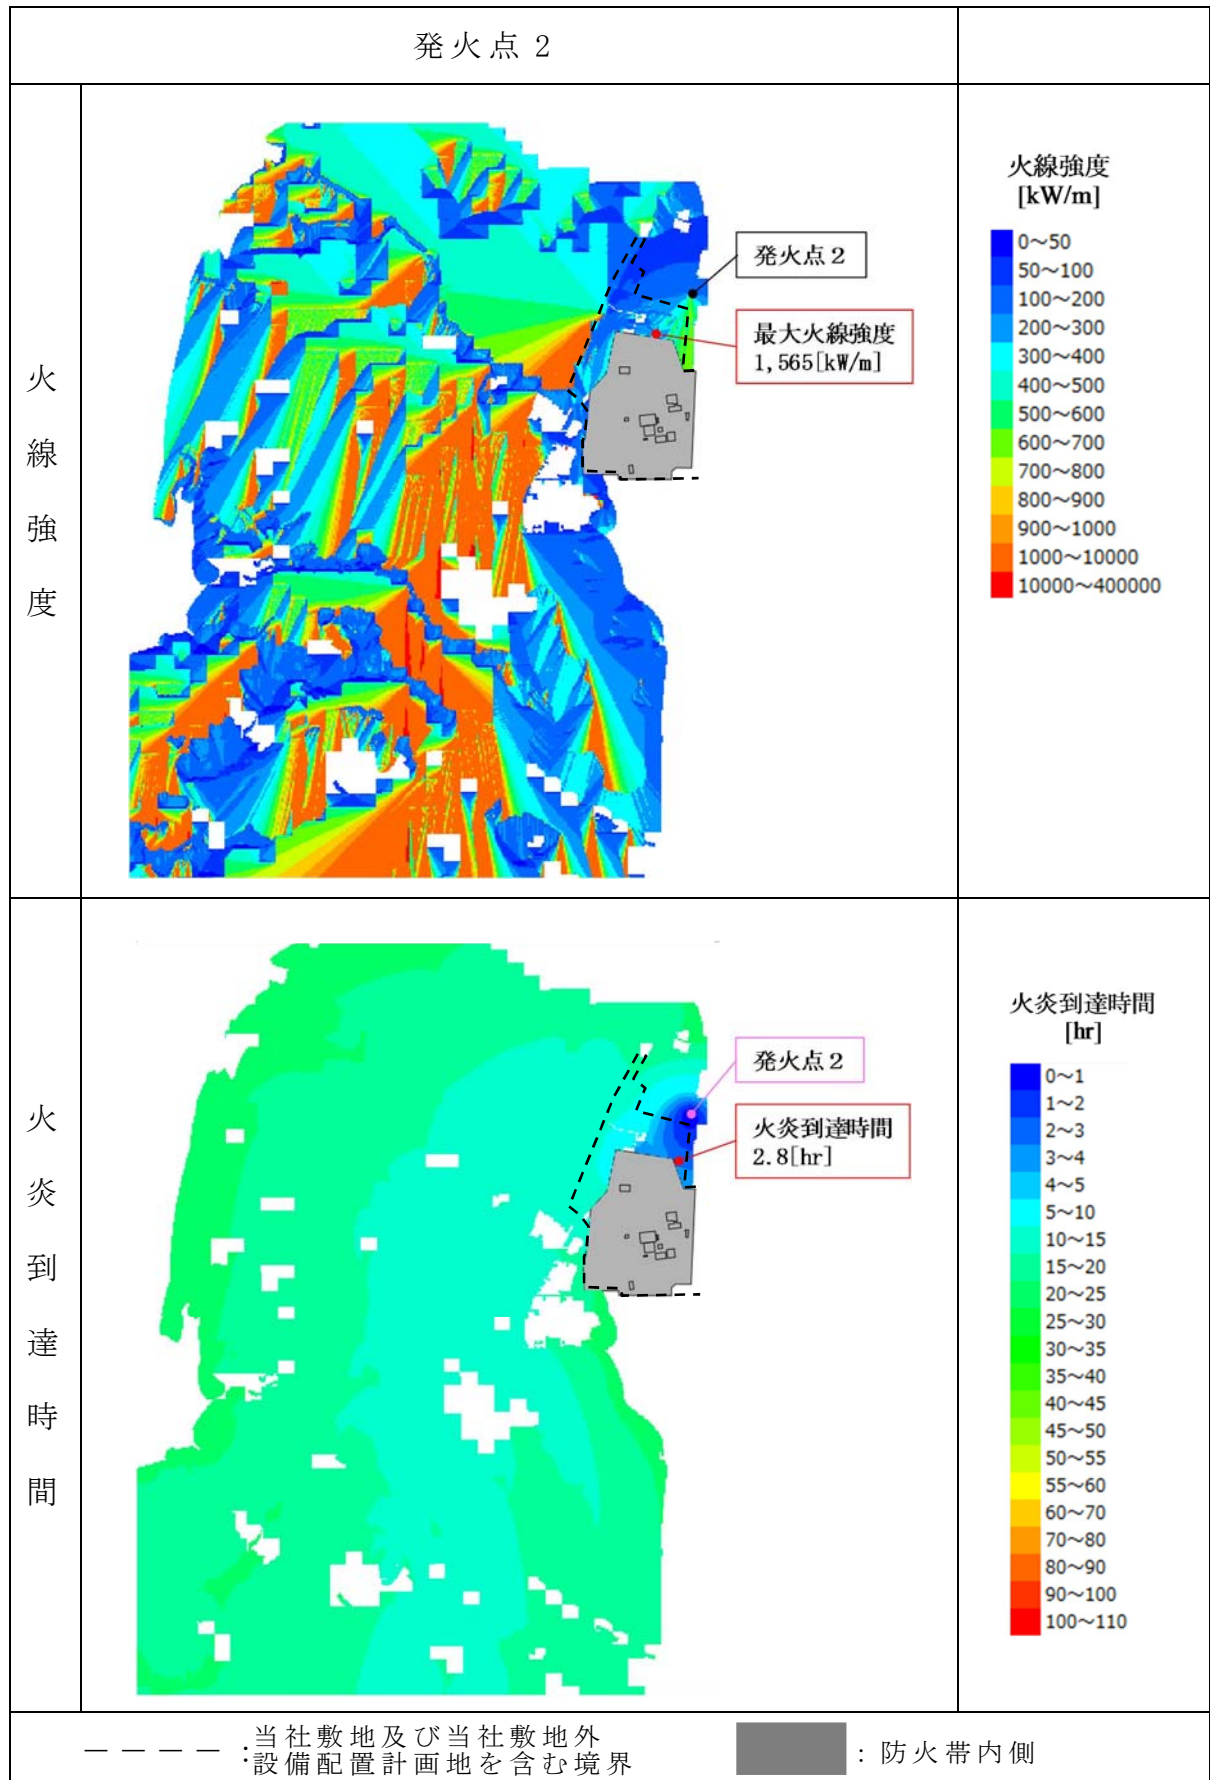 発火点 2
火線強度
発火点 2
最大火線強度
1,565[kW/m]
火線強度
[kW/m]
0～50
50～100
100～200
200～300
300～400
400～500
500～600
600～700
700～800
800～900
900～1000
1000～10000
10000～400000
火炎到達時間
発火点 2
火炎到達時間
2.8[hr]
火炎到達時間
[hr]
0～1
1～2
2～3
3～4
4～5
5～10
10～15
15～20
20～25
25～30
30～35
35～40
40～45
45～50
50～55
55～60
60～70
70～80
80～90
90～100
100～110
:当社敷地及び当社敷地外
設備配置計画地を含む境界
:防火帯内側